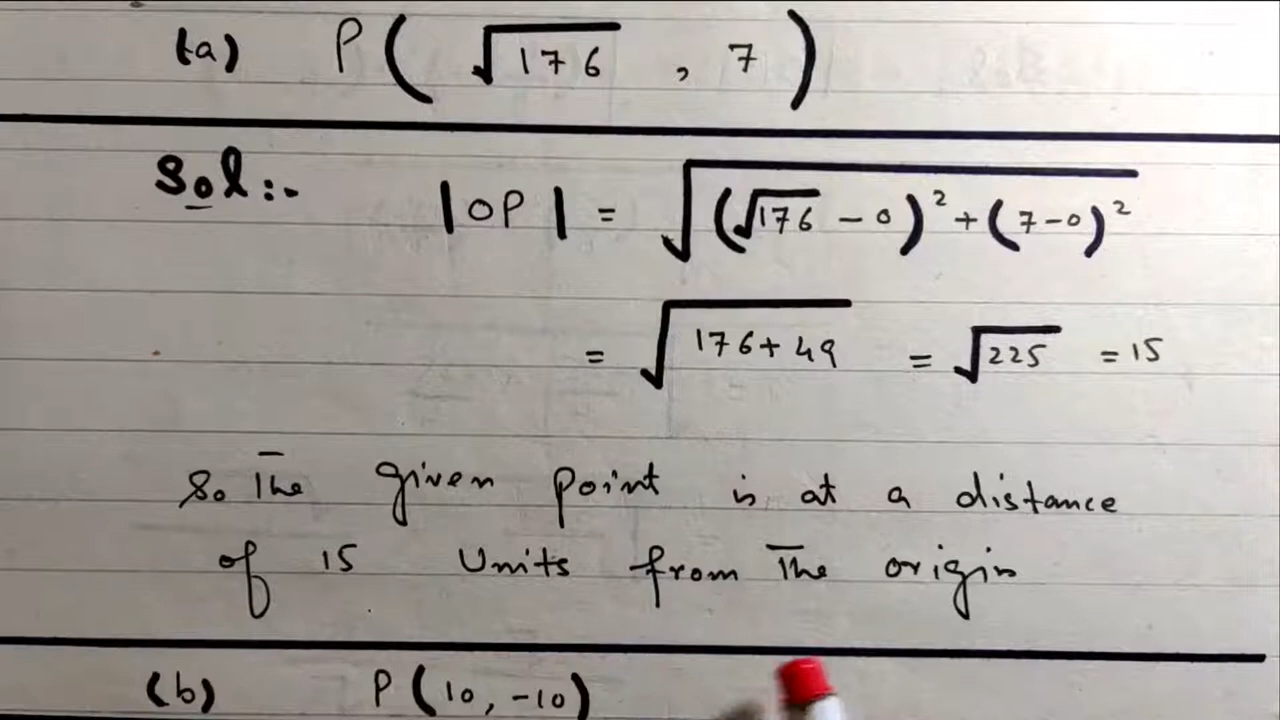 (a) P(√176 , 7)
Sol:- |OP| = √((√176 - 0)² + (7-0)²)
= √(176+49) = √225 = 15
So The given point is at a distance
of 15 Units from The origin
(b) P(10, -10)